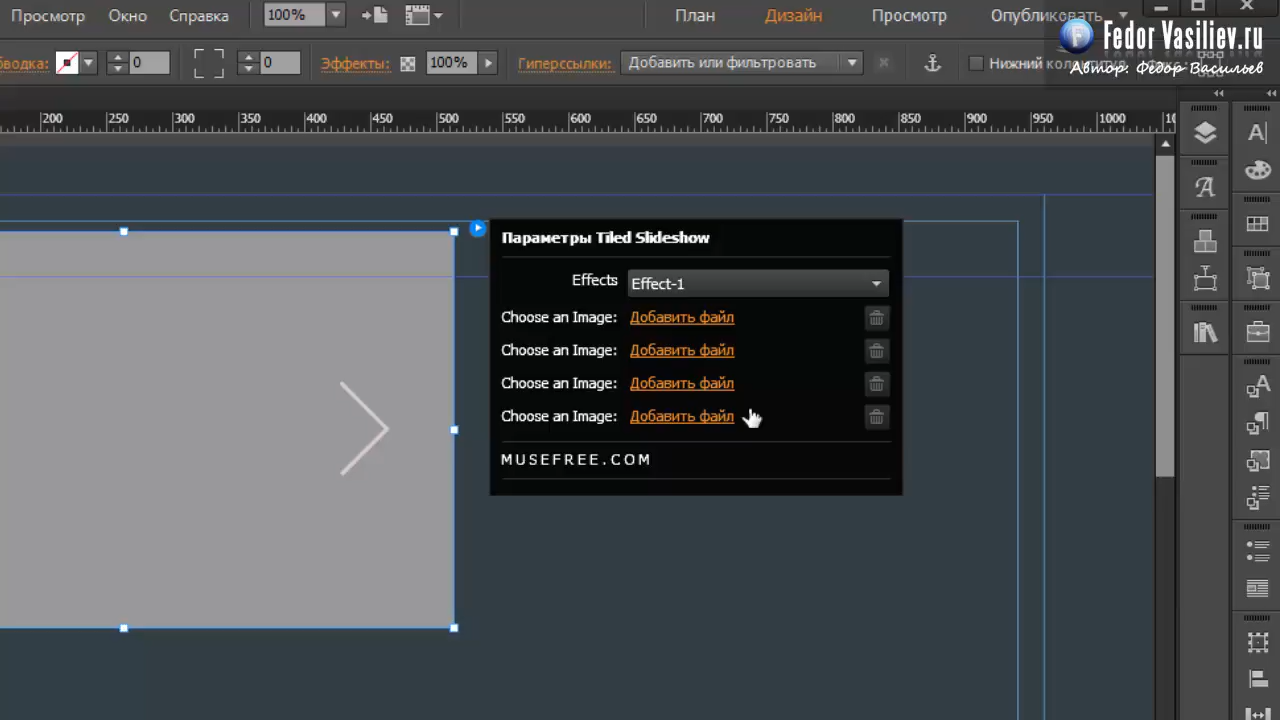 Просмотр Окно Справка 100% План Дизайн Просмотр Опубликовать
Fedor Vasiliev.ru
Автор: Федор Васильев
бводка: 0 0 Эффекты: 100% Гиперссылки: Добавить или фильтровать Нижний
200 250 300 350 400 450 500 550 600 650 700 750 800 850 900 950 1000
Параметры Tiled Slideshow
Effects Effect-1
Choose an Image: Добавить файл
Choose an Image: Добавить файл
Choose an Image: Добавить файл
Choose an Image: Добавить файл
MUSEFREE.COM